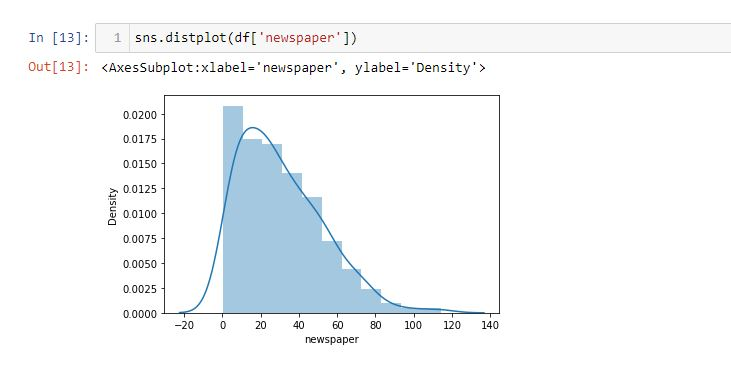 In [13]: 1 sns.distplot(df['newspaper'])
Out[13]: <AxesSubplot:xlabel='newspaper', ylabel='Density'>
0.0200
0.0175
0.0150
0.0125
0.0100
0.0075
0.0050
0.0025
0.0000
Density
−20 0 20 40 60 80 100 120 140
newspaper